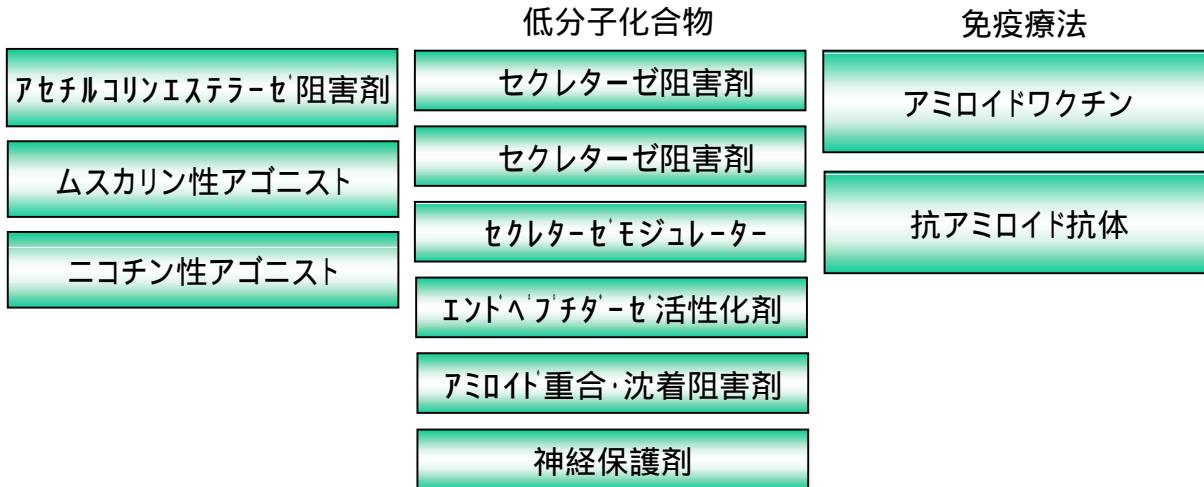 低分子化合物
免疫療法
アセチルコリンエステラーゼ阻害剤
ムスカリン性アゴニスト
ニコチン性アゴニスト
セクレターゼ阻害剤
セクレターゼ阻害剤
セクレターゼモジュレーター
エンドペプチダーゼ活性化剤
アミロイド重合・沈着阻害剤
神経保護剤
アミロイドワクチン
抗アミロイド抗体